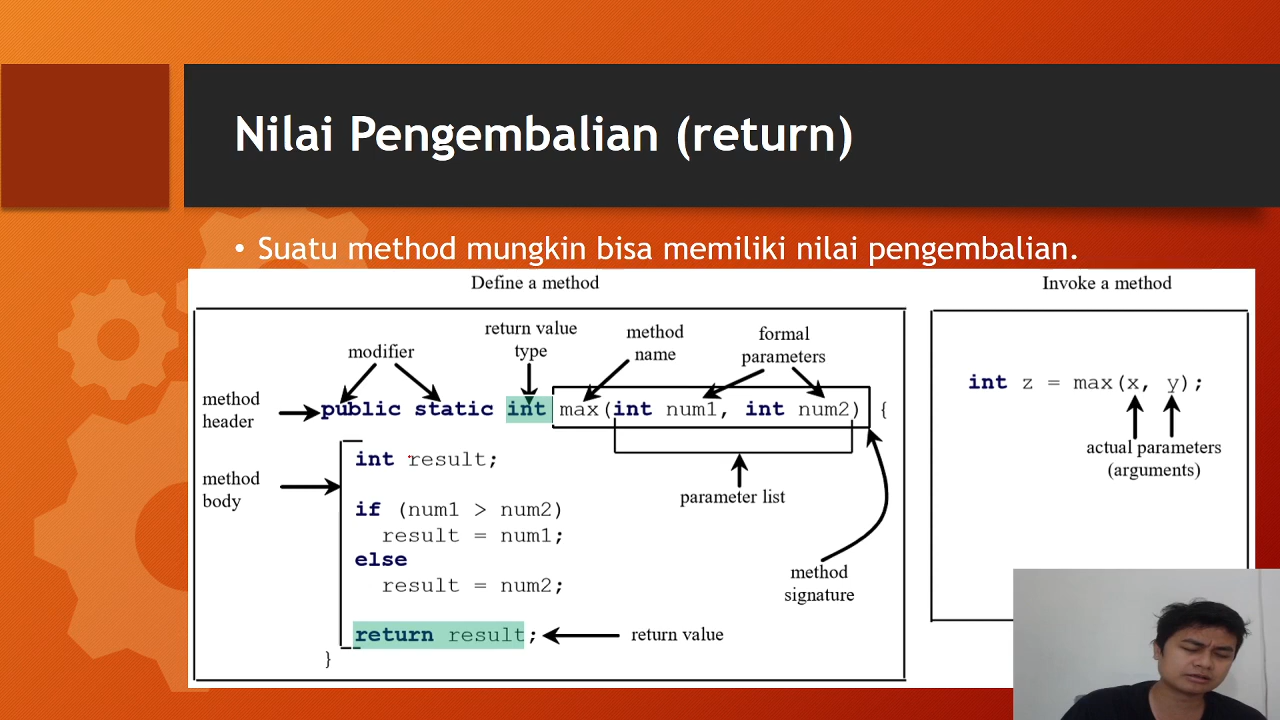 Nilai Pengembalian (return)
• Suatu method mungkin bisa memiliki nilai pengembalian.
Define a method
Invoke a method
return value
type
method
name
formal
parameters
modifier
method
header
public static int max(int num1, int num2) {
int z = max(x, y);
actual parameters
(arguments)
method
body
int result;
parameter list
if (num1 > num2)
result = num1;
else
result = num2;
method
signature
return result;
return value
}